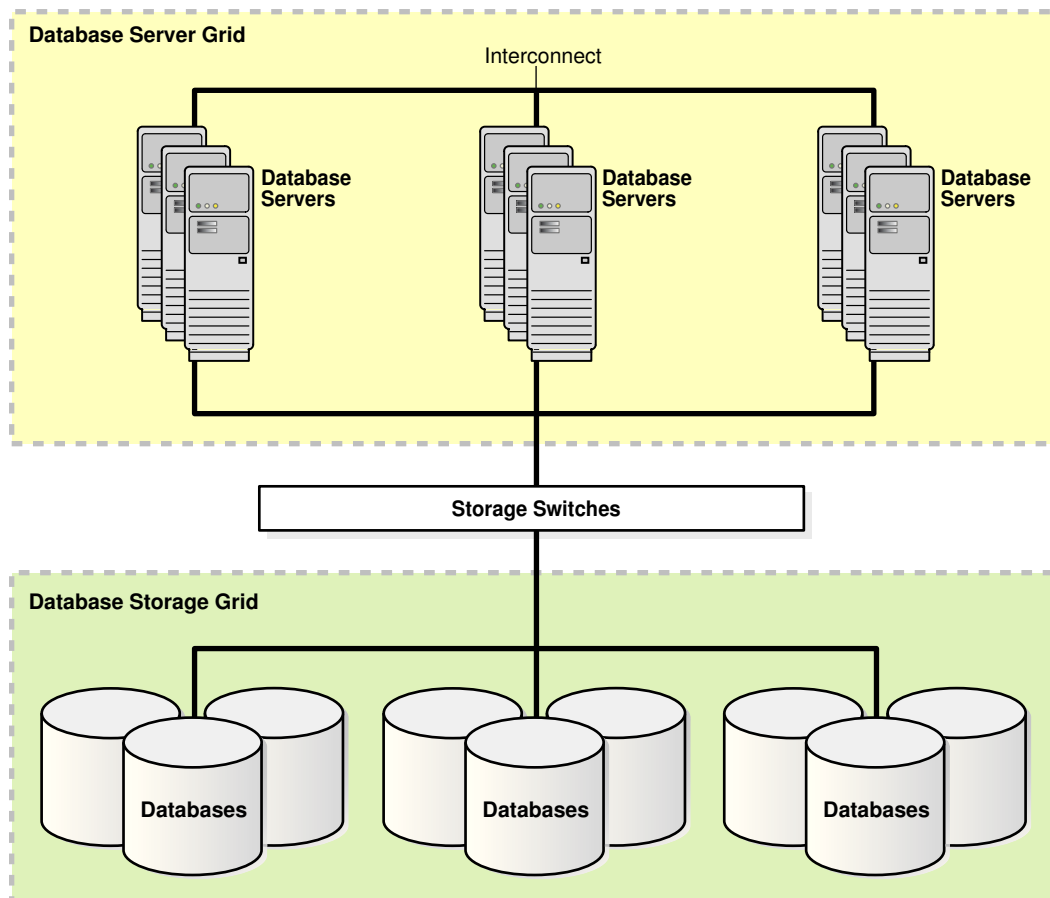 Database Server Grid
Interconnect
Database
Servers
Database
Servers
Database
Servers
Storage Switches
Database Storage Grid
Databases
Databases
Databases